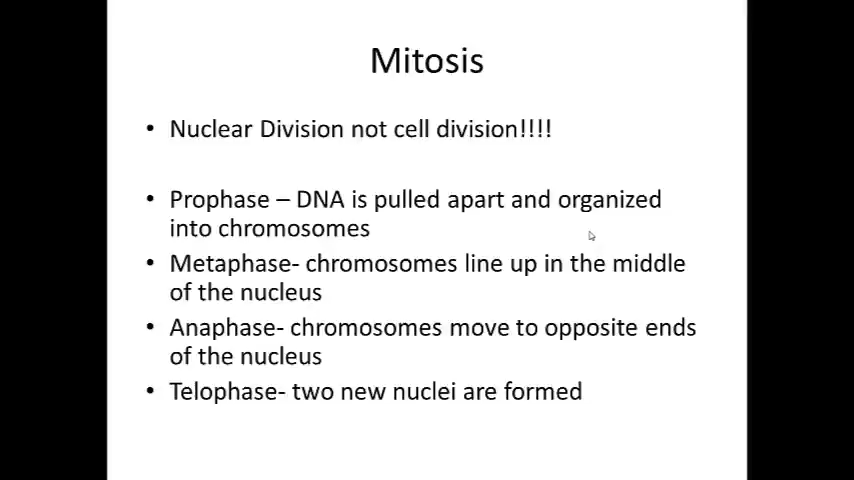 Mitosis
• Nuclear Division not cell division!!!!
• Prophase – DNA is pulled apart and organized
into chromosomes
• Metaphase- chromosomes line up in the middle
of the nucleus
• Anaphase- chromosomes move to opposite ends
of the nucleus
• Telophase- two new nuclei are formed